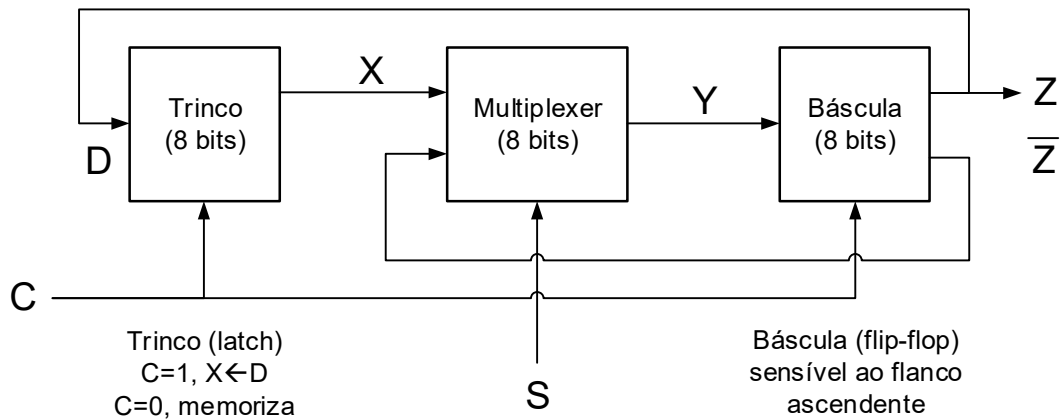 Trinco
(8 bits)
X
Multiplexer
(8 bits)
Y
Báscula
(8 bits)
Z
Z̅
D
C
Trinco (latch)
C=1, X←D
C=0, memoriza
S
Báscula (flip-flop)
sensível ao flanco
ascendente